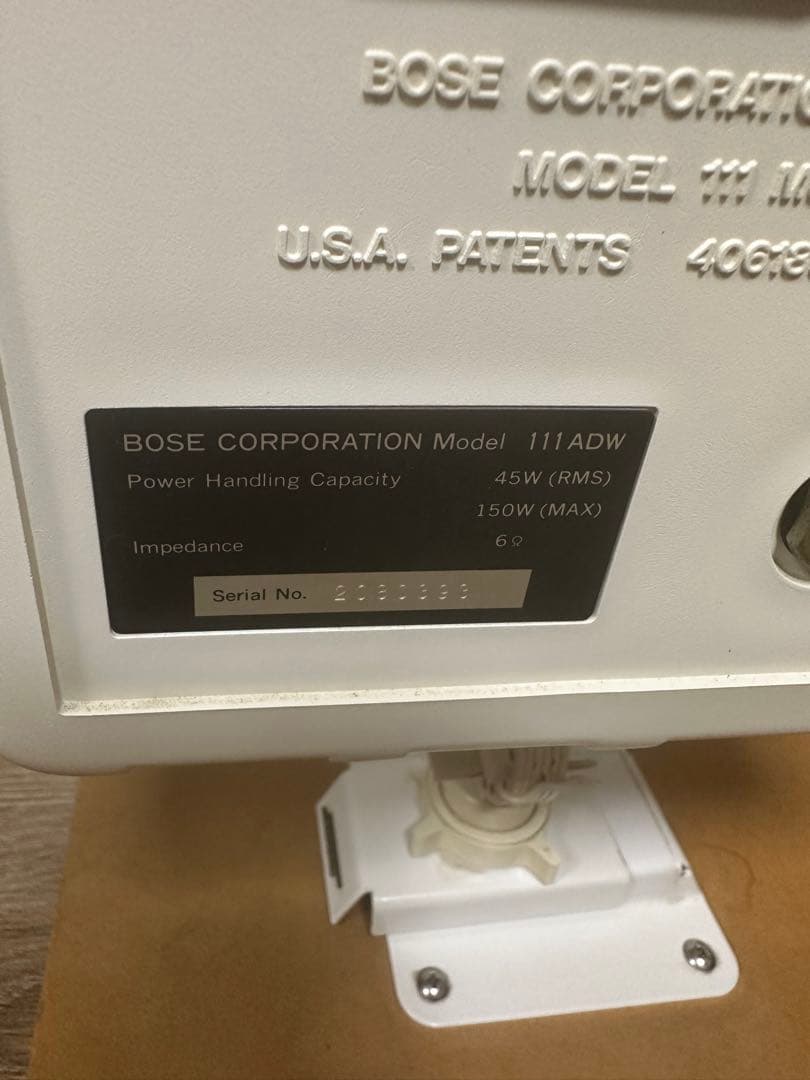 BOSE CORPORATIO
MODEL 111 M
U.S.A. PATENTS 40618
BOSE CORPORATION Model 111ADW
Power Handling Capacity 45W (RMS)
150W (MAX)
Impedance 6Ω
Serial No.